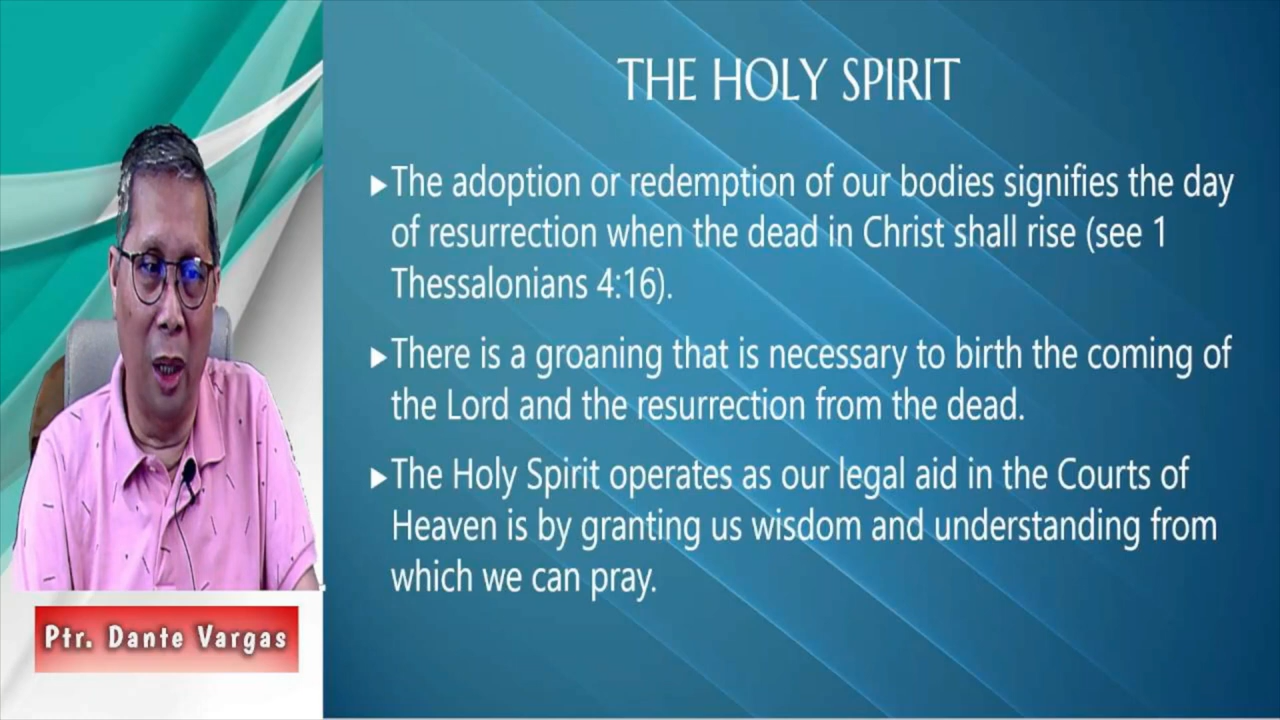 THE HOLY SPIRIT
▶The adoption or redemption of our bodies signifies the day
of resurrection when the dead in Christ shall rise (see 1
Thessalonians 4:16).
▶There is a groaning that is necessary to birth the coming of
the Lord and the resurrection from the dead.
▶The Holy Spirit operates as our legal aid in the Courts of
Heaven is by granting us wisdom and understanding from
which we can pray.
Ptr. Dante Vargas